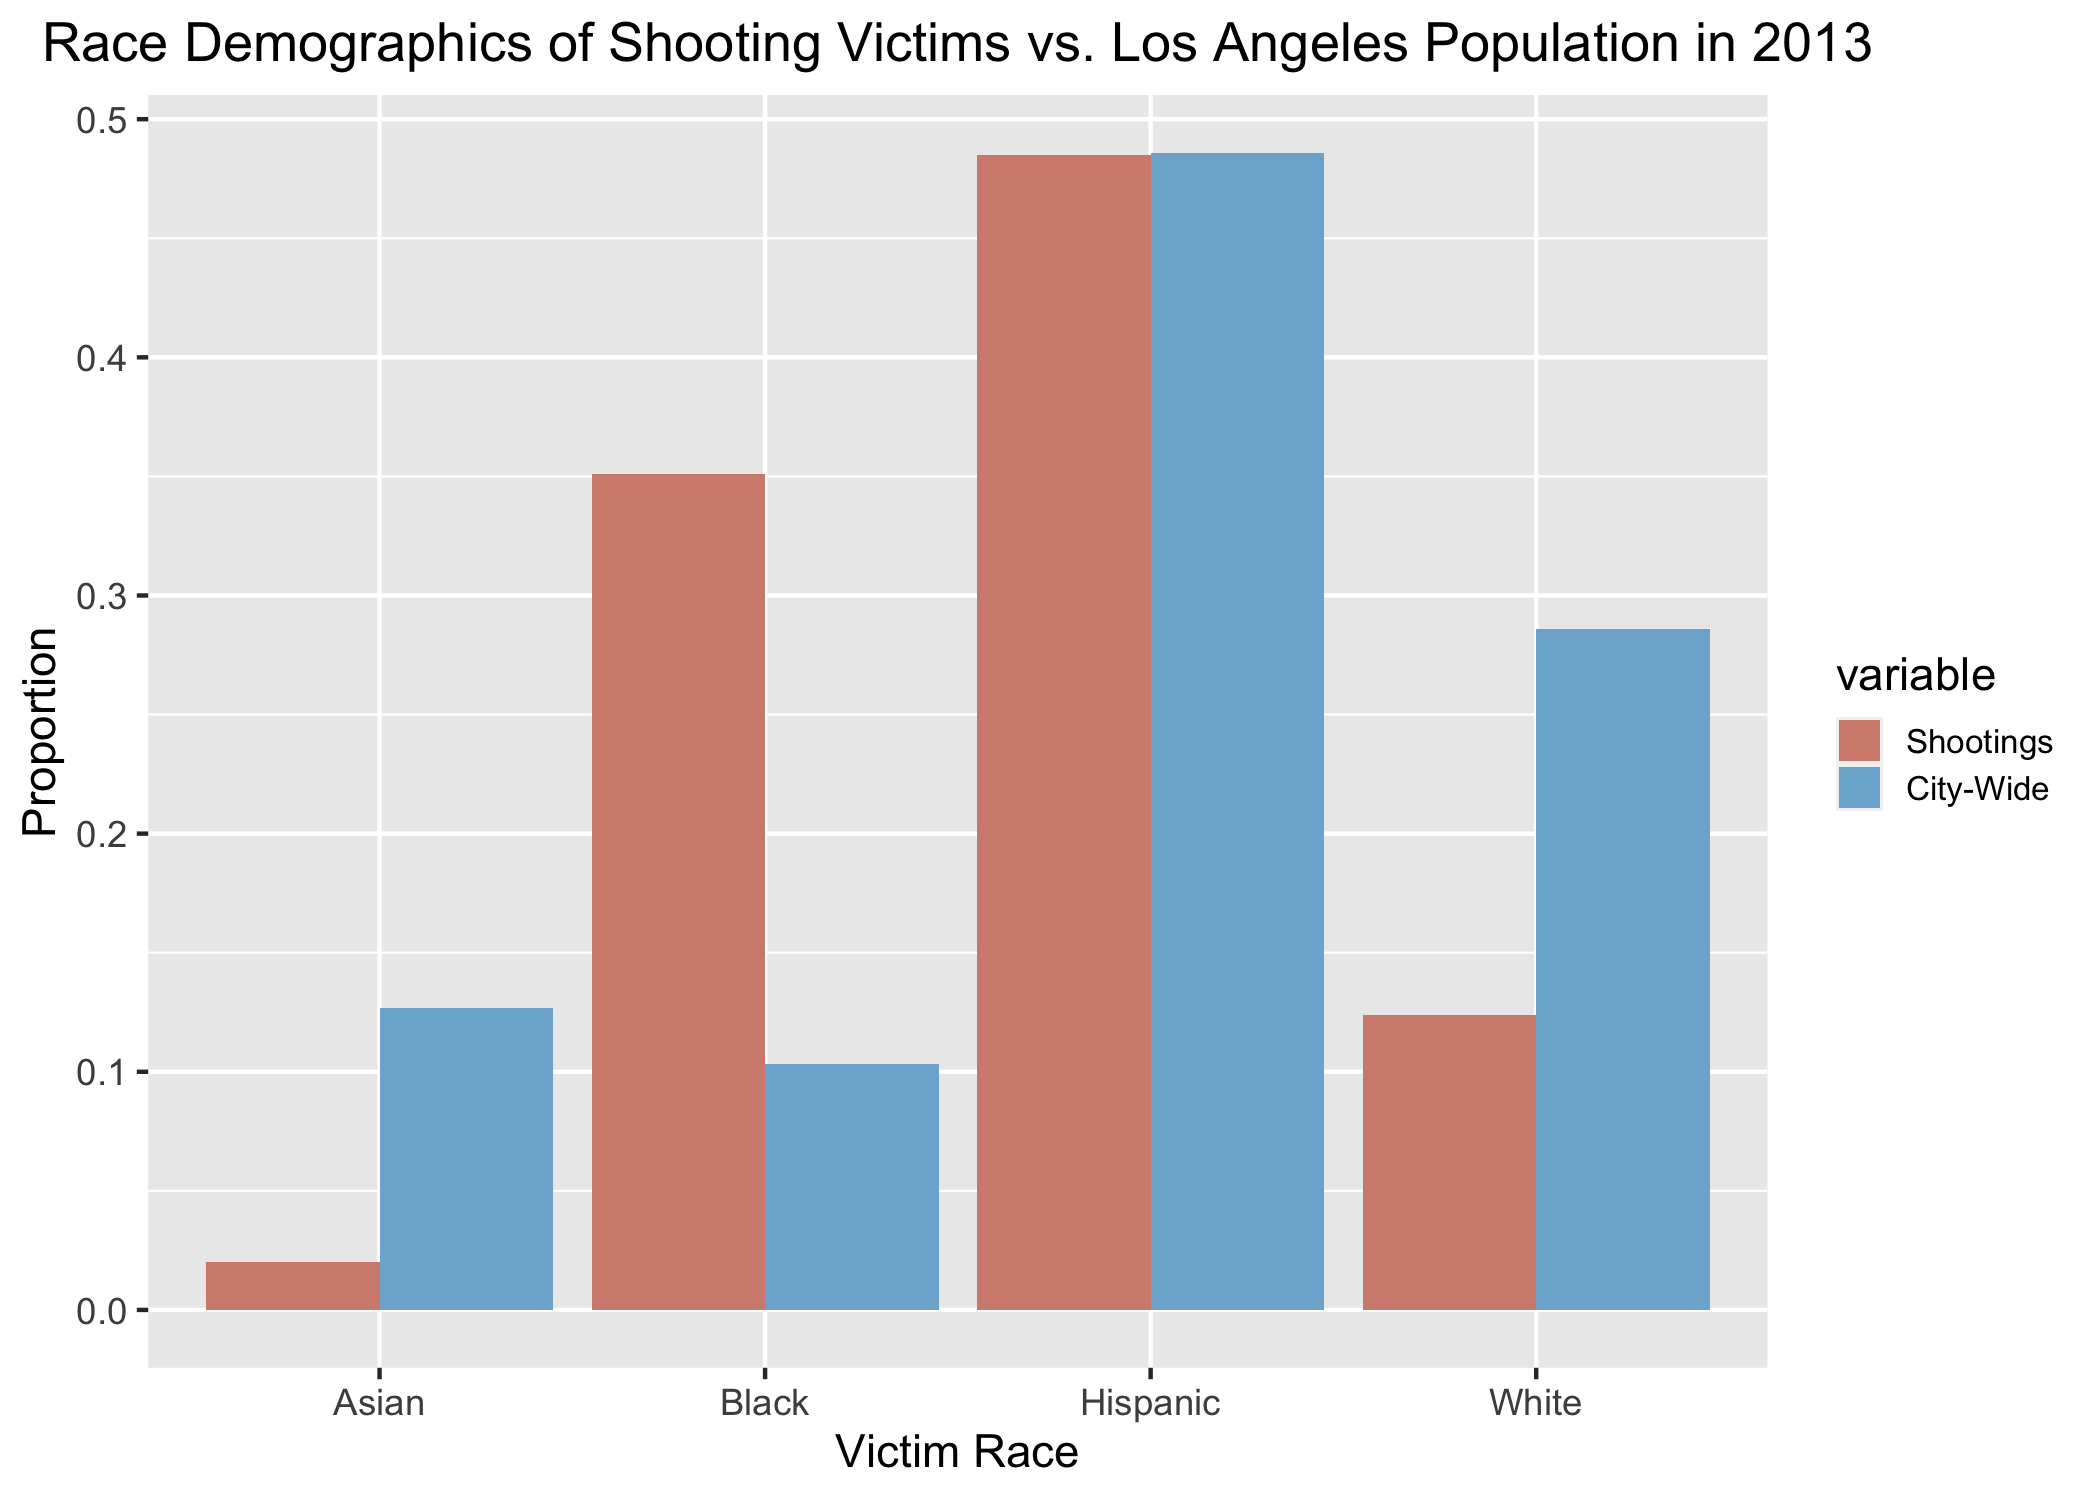 Race Demographics of Shooting Victims vs. Los Angeles Population in 2013
0.5
0.4
0.3
0.2
0.1
0.0
Proportion
Asian Black Hispanic White
Victim Race
variable
Shootings
City-Wide